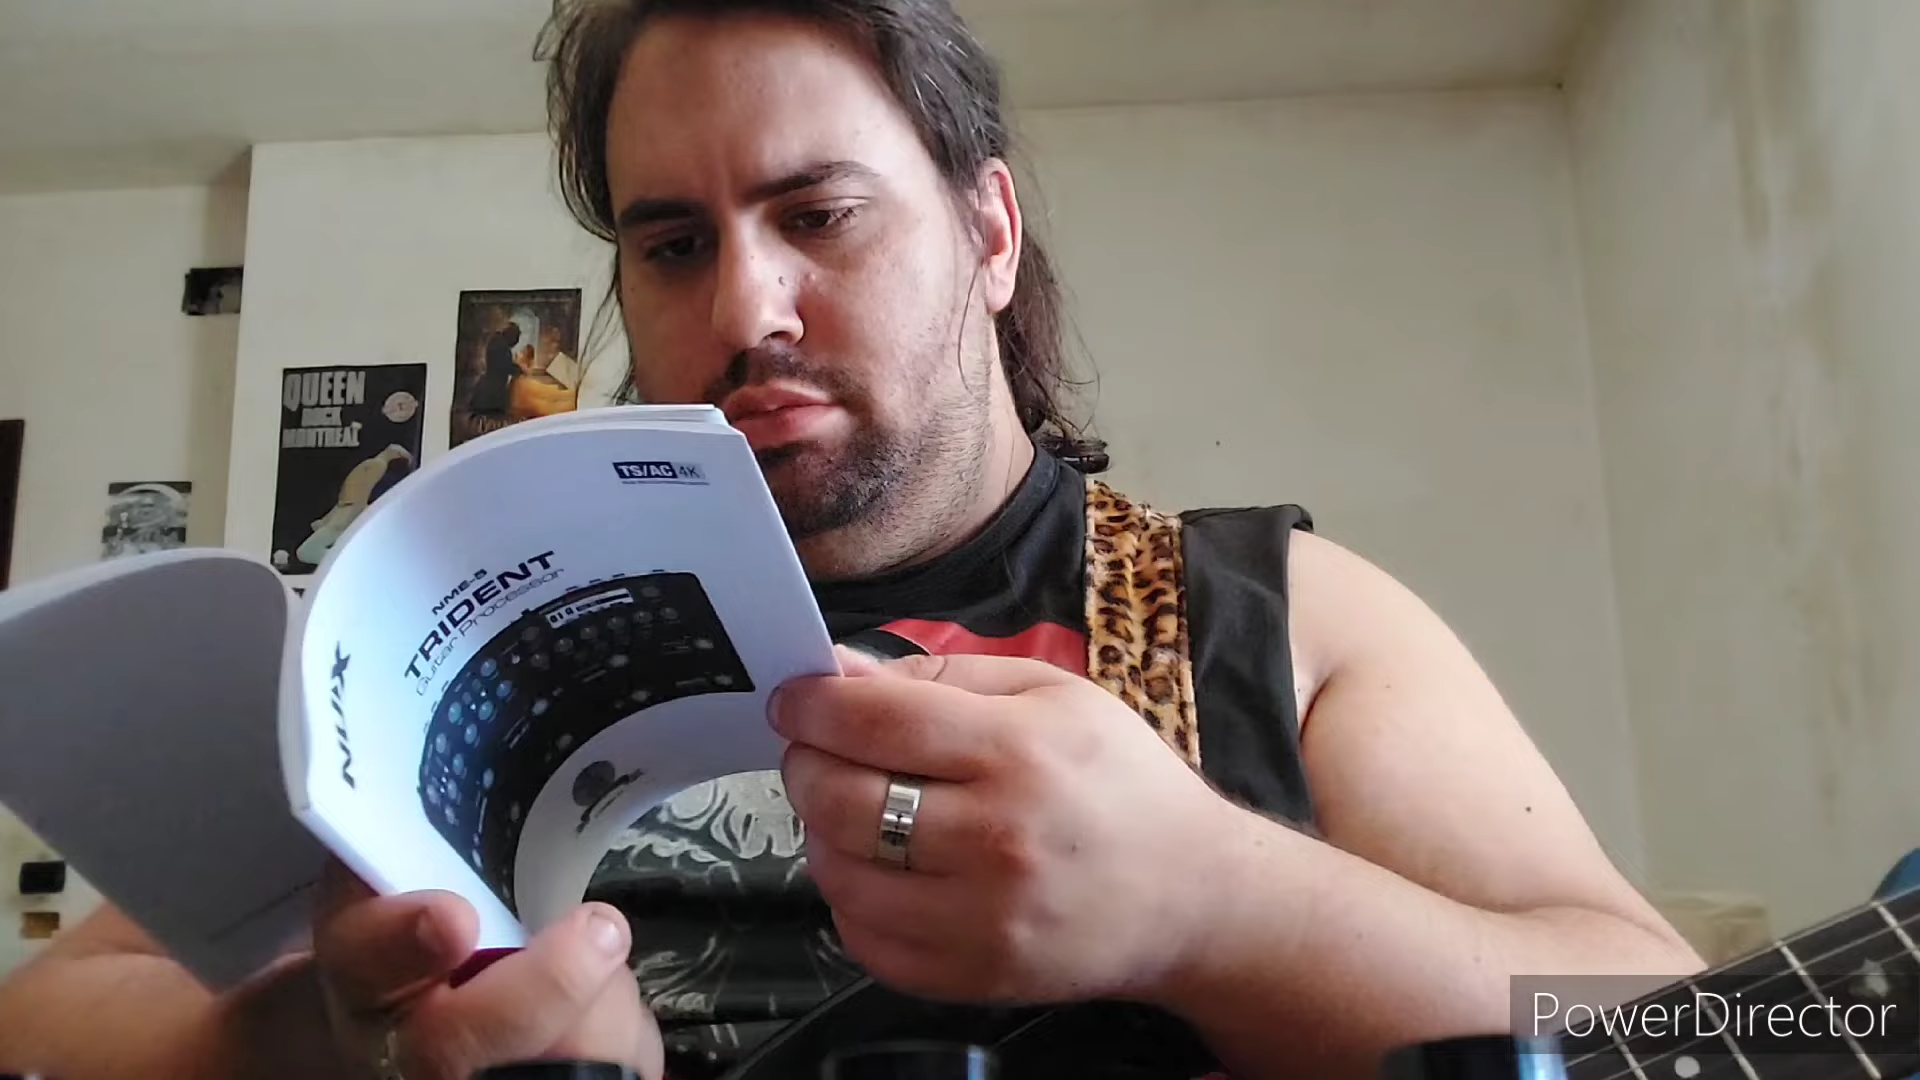 QUEEN
ROCK
MONTREAL
TS/AC 4K
NME-5
TRIDENT
Guitar Processor
NUX
PowerDirector